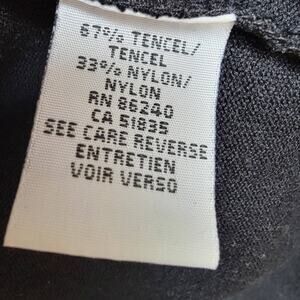 67% TENCEL/
TENCEL
33% NYLON/
NYLON
RN 86240
CA 51835
SEE CARE REVERSE
ENTRETIEN
VOIR VERSO